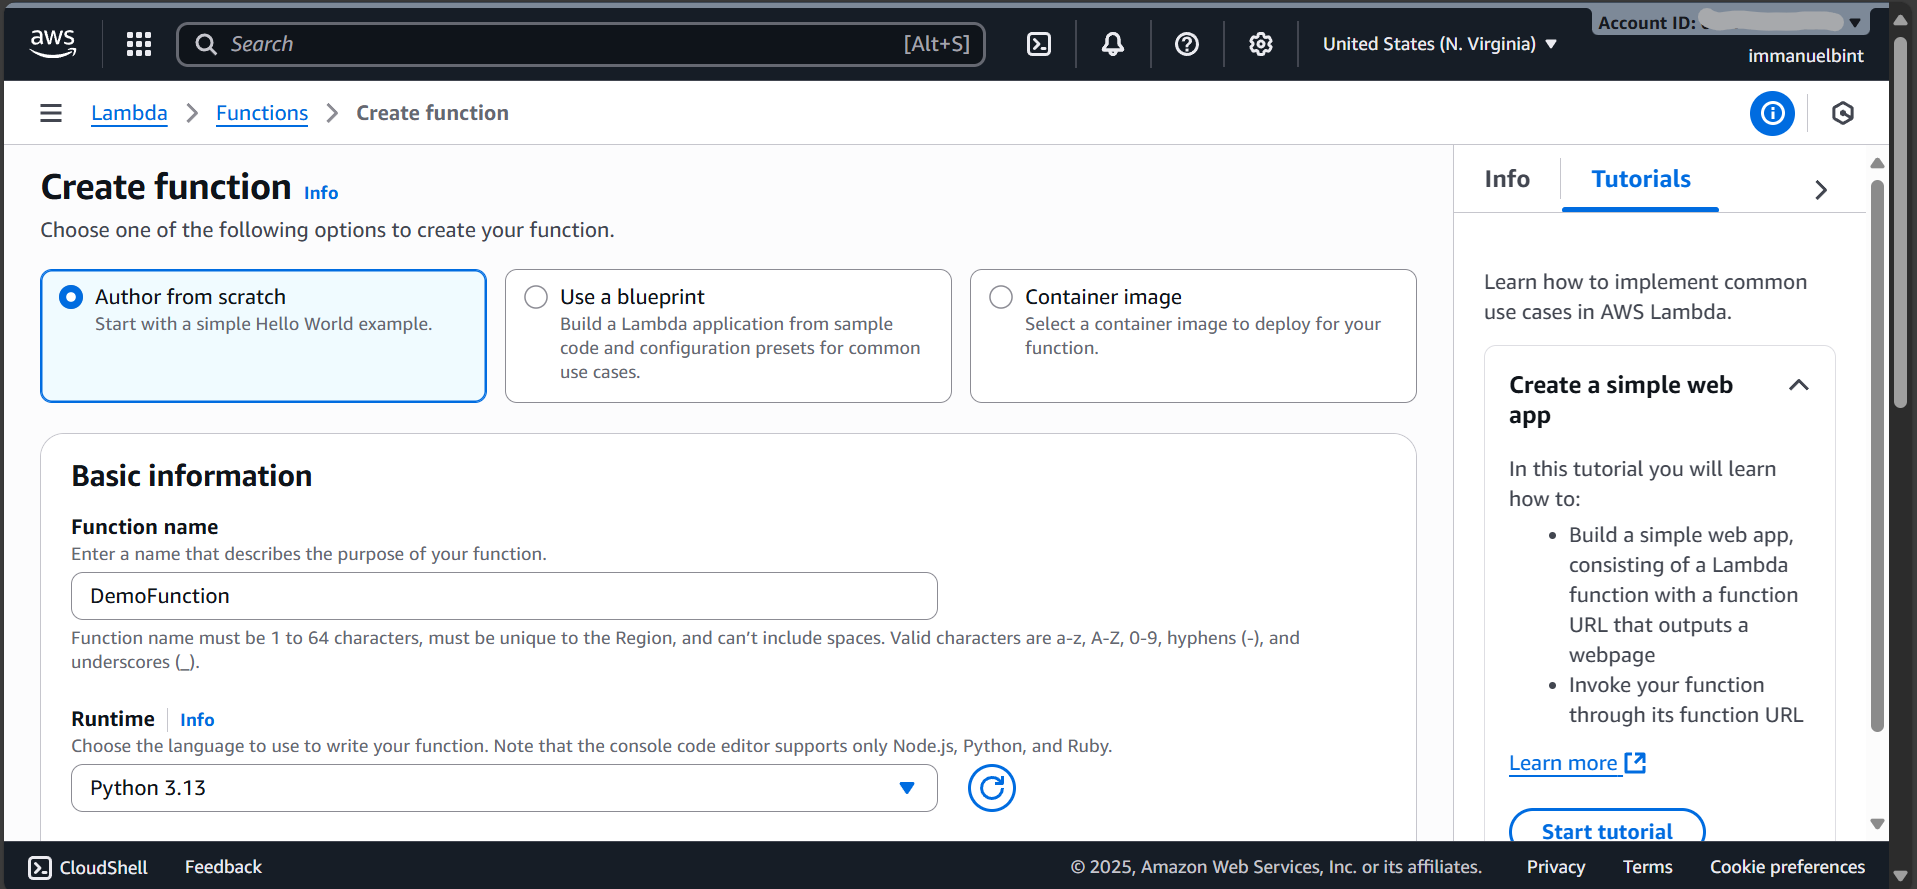 aws
Search
[Alt+S]
United States (N. Virginia)
Account ID:
immanuelbint
Lambda
Functions
Create function
Create function
Info
Choose one of the following options to create your function.
Author from scratch
Start with a simple Hello World example.
Use a blueprint
Build a Lambda application from sample
code and configuration presets for common
use cases.
Container image
Select a container image to deploy for your
function.
Basic information
Function name
Enter a name that describes the purpose of your function.
DemoFunction
Function name must be 1 to 64 characters, must be unique to the Region, and can’t include spaces. Valid characters are a-z, A-Z, 0-9, hyphens (-), and
underscores (_).
Runtime
Info
Choose the language to use to write your function. Note that the console code editor supports only Node.js, Python, and Ruby.
Python 3.13
Info
Tutorials
Learn how to implement common
use cases in AWS Lambda.
Create a simple web
app
In this tutorial you will learn
how to:
• Build a simple web app,
consisting of a Lambda
function with a function
URL that outputs a
webpage
• Invoke your function
through its function URL
Learn more
Start tutorial
CloudShell
Feedback
© 2025, Amazon Web Services, Inc. or its affiliates.
Privacy
Terms
Cookie preferences